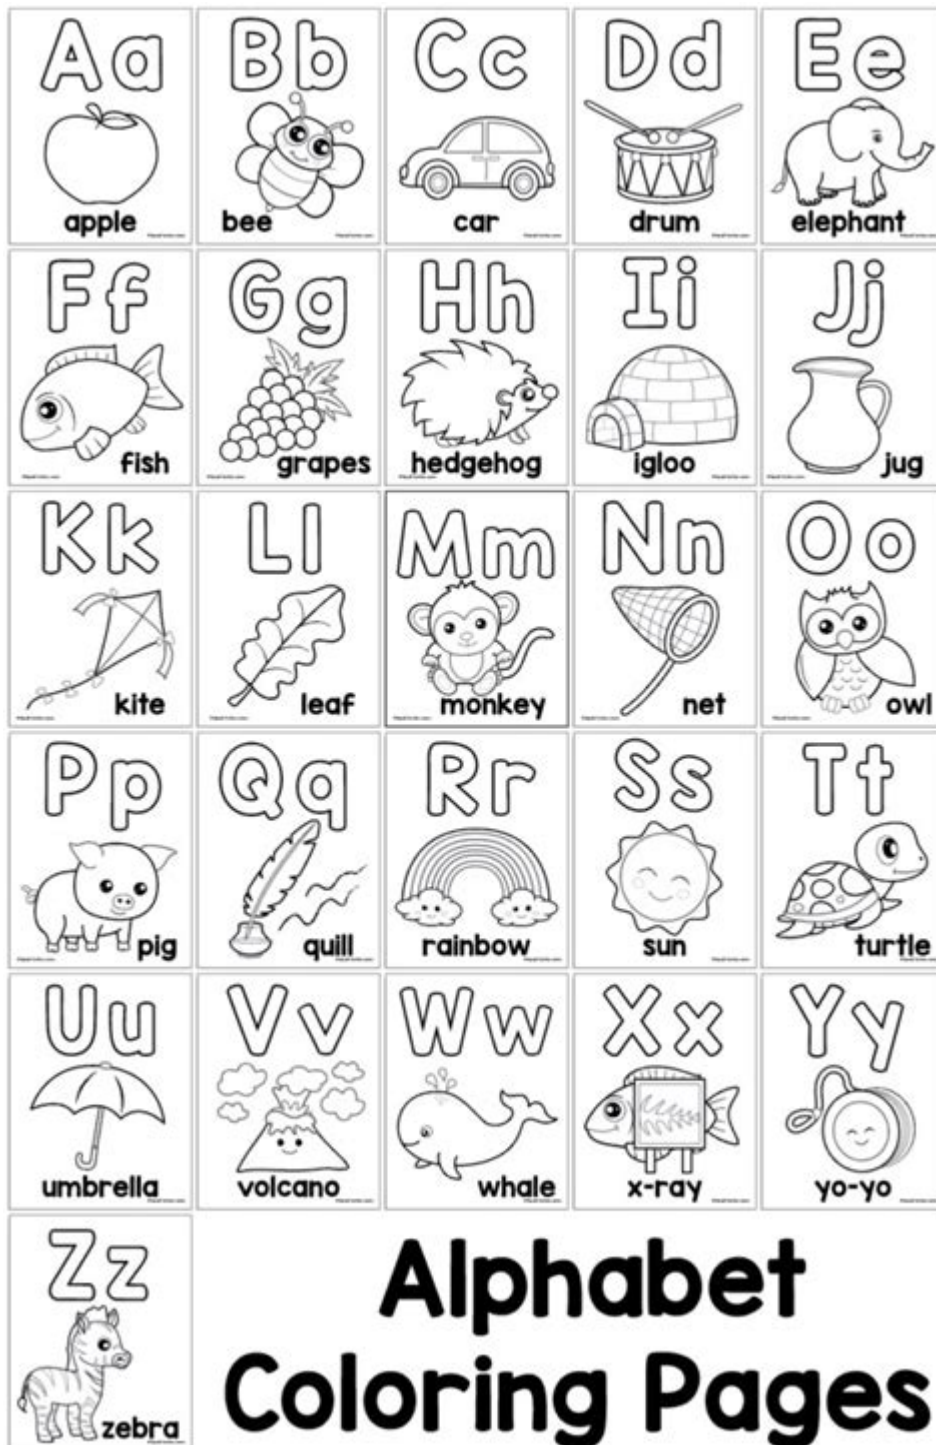 Aa Bb Cc Dd Ee
apple bee car drum elephant
Ff Gg Hh Ii Jj
fish grapes hedgehog igloo jug
Kk Ll Mm Nn Oo
kite leaf monkey net owl
Pp Qq Rr Ss Tt
pig quill rainbow sun turtle
Uu Vv Ww Xx Yy
umbrella volcano whale x-ray yo-yo
Zz
zebra
Alphabet
Coloring Pages